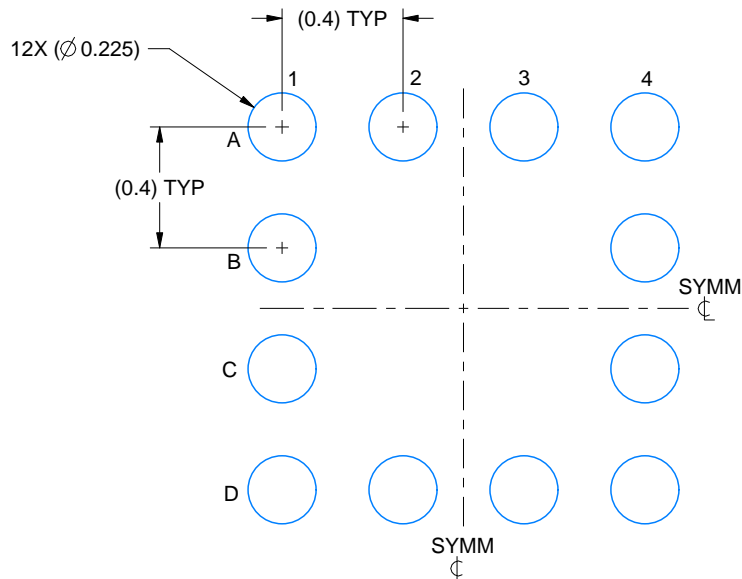 (0.4) TYP
12X (∅ 0.225)
1 2 3 4
A
(0.4) TYP
B
SYMM
℄
C
D
SYMM
℄